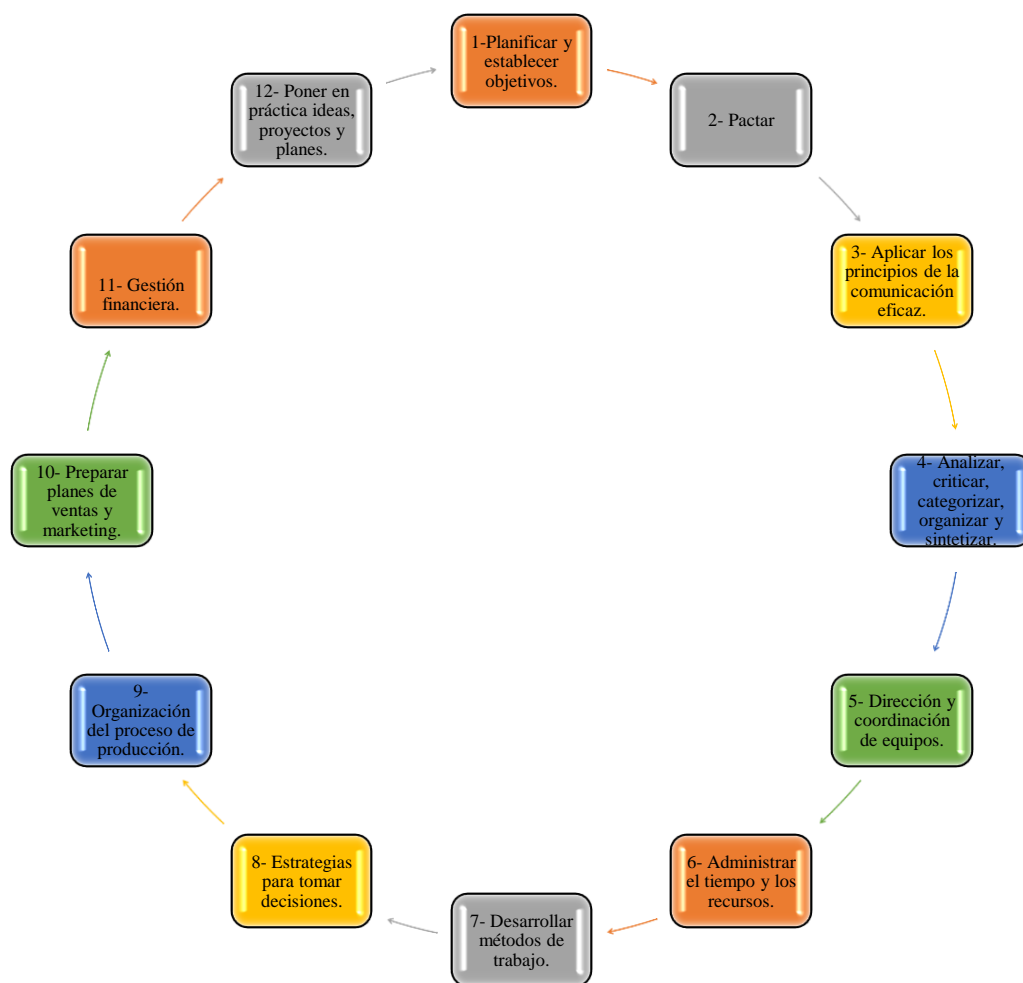 1-Planificar y
establecer
objetivos.
2- Pactar
3- Aplicar los
principios de la
comunicación
eficaz.
4- Analizar,
criticar,
categorizar,
organizar y
sintetizar.
5- Dirección y
coordinación
de equipos.
6- Administrar
el tiempo y los
recursos.
7- Desarrollar
métodos de
trabajo.
8- Estrategias
para tomar
decisiones.
9-
Organización
del proceso de
producción.
10- Preparar
planes de
ventas y
marketing.
11- Gestión
financiera.
12- Poner en
práctica ideas,
proyectos y
planes.